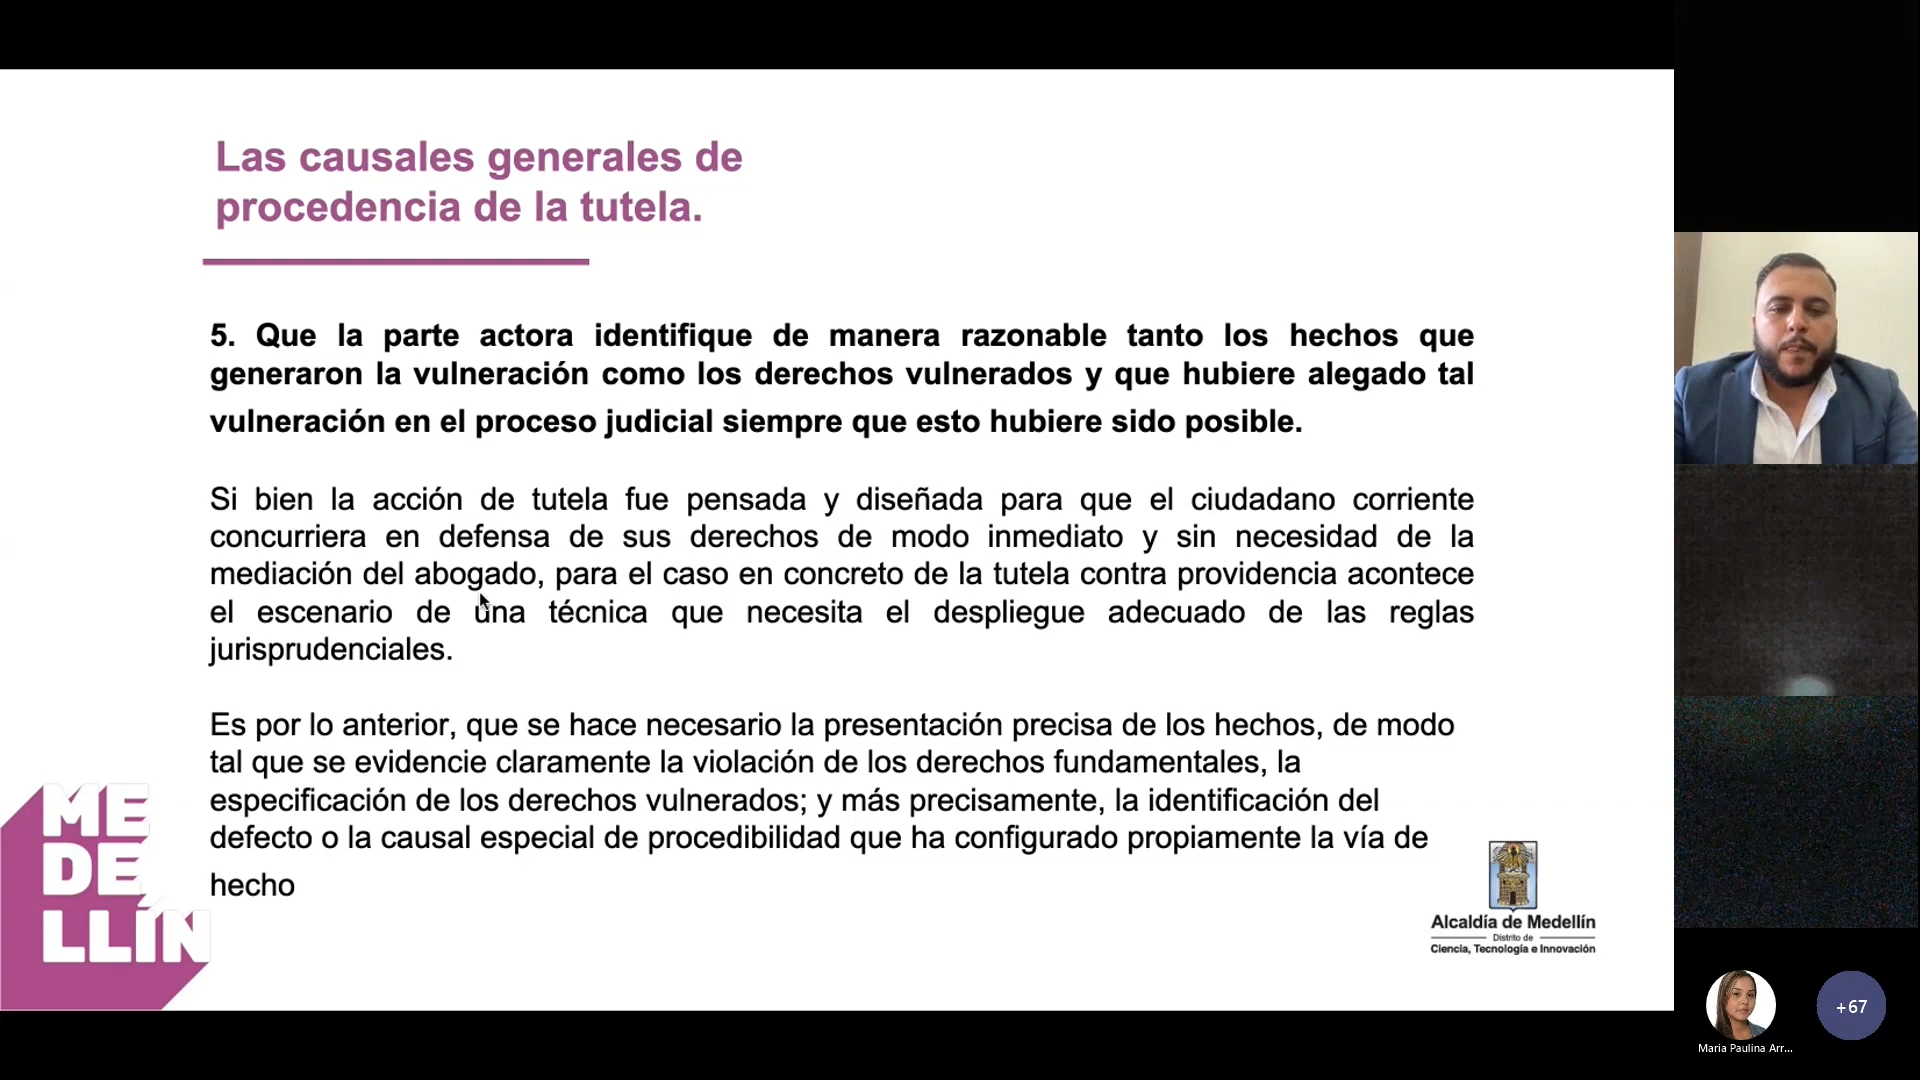 Las causales generales de
procedencia de la tutela.
5. Que la parte actora identifique de manera razonable tanto los hechos que
generaron la vulneración como los derechos vulnerados y que hubiere alegado tal
vulneración en el proceso judicial siempre que esto hubiere sido posible.
Si bien la acción de tutela fue pensada y diseñada para que el ciudadano corriente
concurriera en defensa de sus derechos de modo inmediato y sin necesidad de la
mediación del abogado, para el caso en concreto de la tutela contra providencia acontece
el escenario de una técnica que necesita el despliegue adecuado de las reglas
jurisprudenciales.
Es por lo anterior, que se hace necesario la presentación precisa de los hechos, de modo
tal que se evidencie claramente la violación de los derechos fundamentales, la
especificación de los derechos vulnerados; y más precisamente, la identificación del
defecto o la causal especial de procedibilidad que ha configurado propiamente la vía de
hecho
ME
DE
LLÍN
Alcaldía de Medellín
Distrito de
Ciencia, Tecnología e Innovación
+67
Maria Paulina Arr...